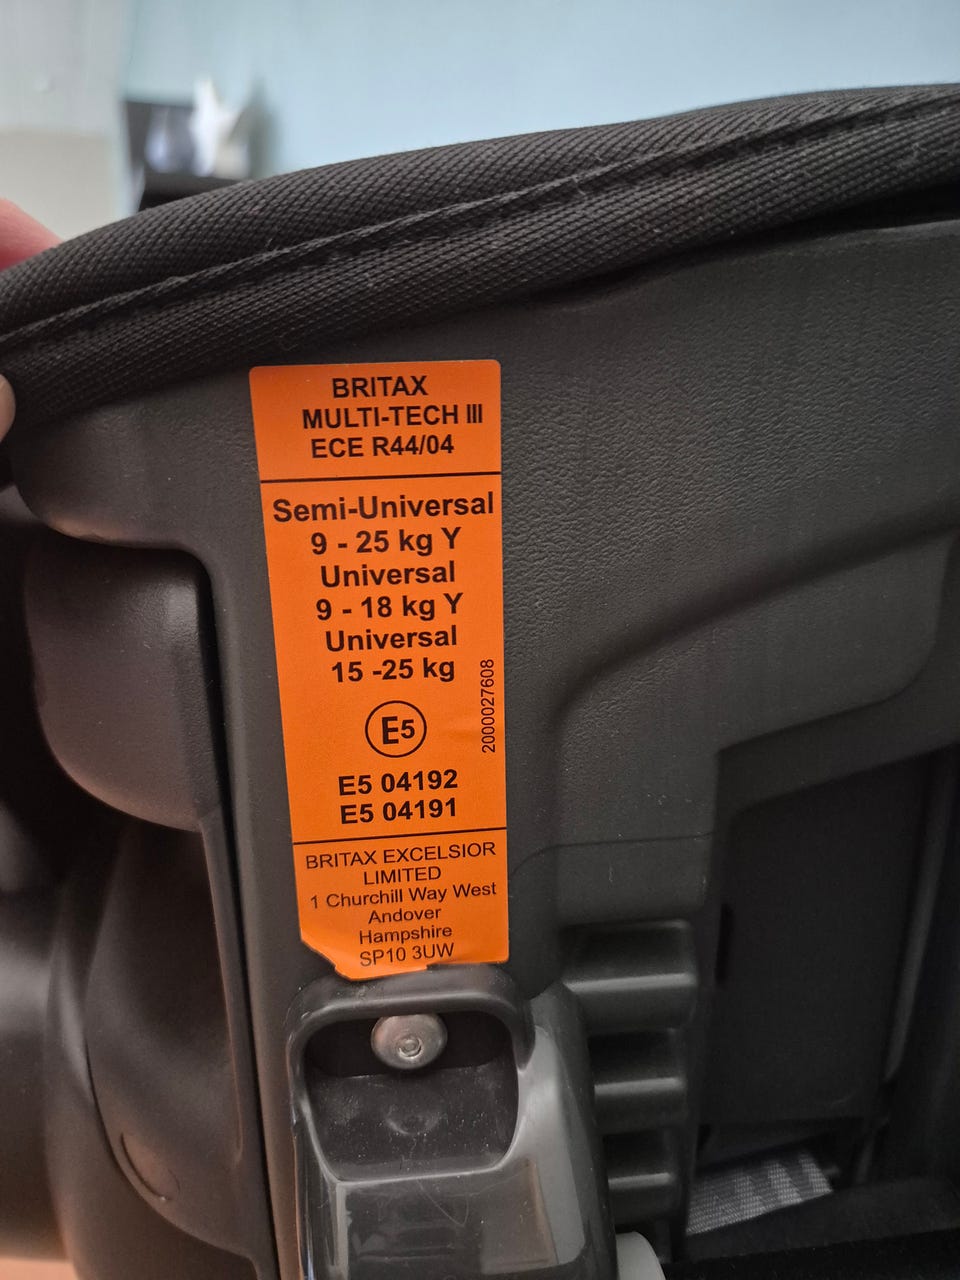 BRITAX
MULTI-TECH III
ECE R44/04
Semi-Universal
9 - 25 kg Y
Universal
9 - 18 kg Y
Universal
15 -25 kg
2000027608
E5
E5 04192
E5 04191
BRITAX EXCELSIOR
LIMITED
1 Churchill Way West
Andover
Hampshire
SP10 3UW